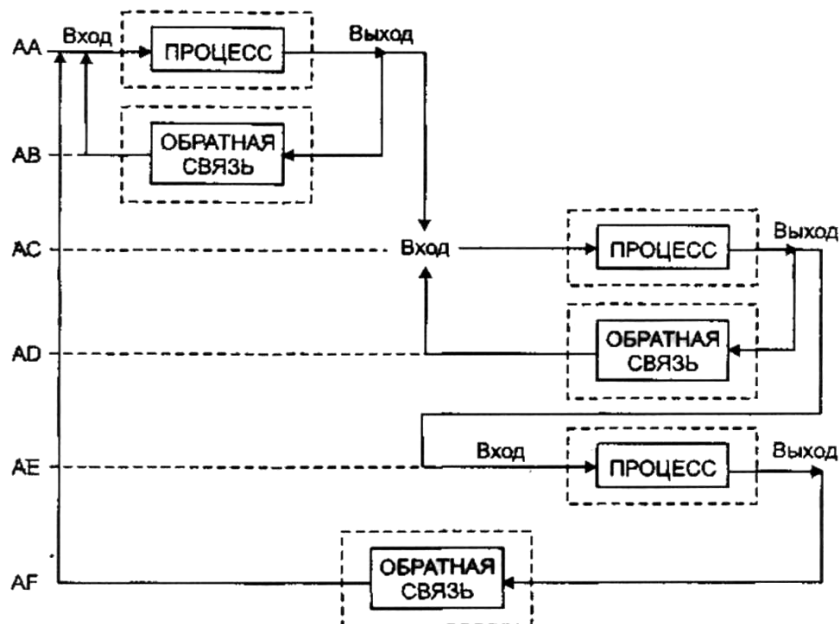 AA Вход ПРОЦЕСС Выход
AB ОБРАТНАЯ
СВЯЗЬ
AC Вход ПРОЦЕСС Выход
AD ОБРАТНАЯ
СВЯЗЬ
AE Вход ПРОЦЕСС Выход
AF ОБРАТНАЯ
СВЯЗЬ